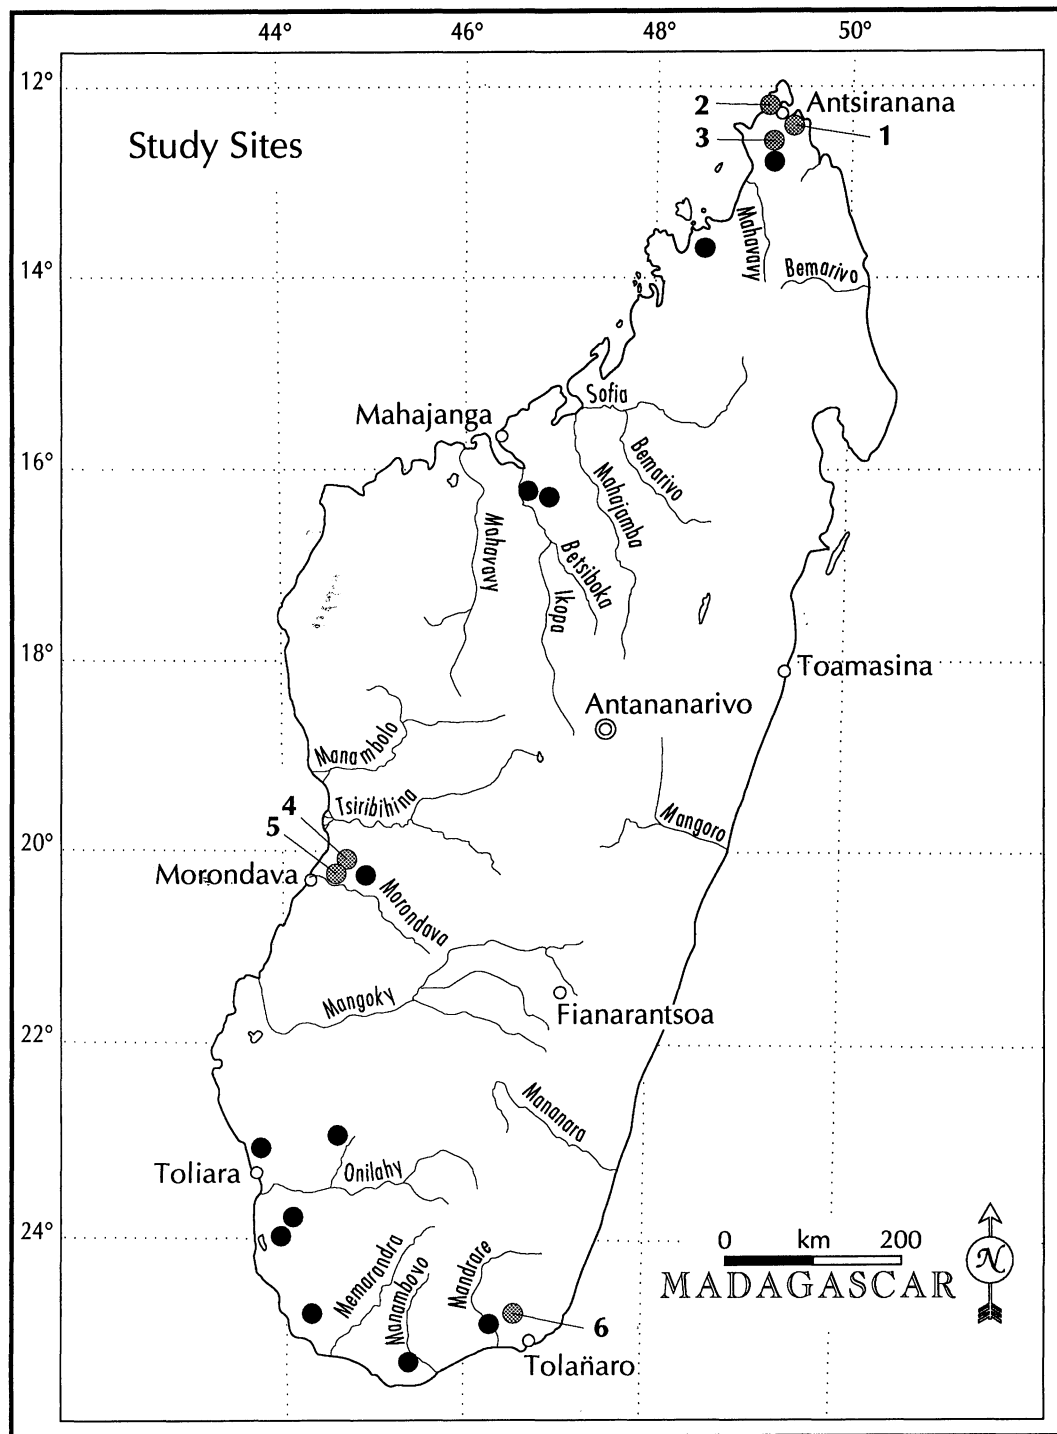 44° 46° 48° 50°
12°
Study Sites
2
Antsiranana
3
1
Mahavavy
14°
Bemarivo
Sofia
Mahajanga
Bemarivo
16°
Mahajamba
Mahavavy
Betsiboka
Ikopa
18°
Toamasina
Antananarivo
Manambolo
Tsiribihina
4
5
Mangoro
20°
Morondava
Morondava
Mangoky
Fianarantsoa
22°
Mananara
Toliara
Onilahy
24°
Memarandra
Manambovo
Mandrare
0 km 200
N
MADAGASCAR
6
Tolañaro